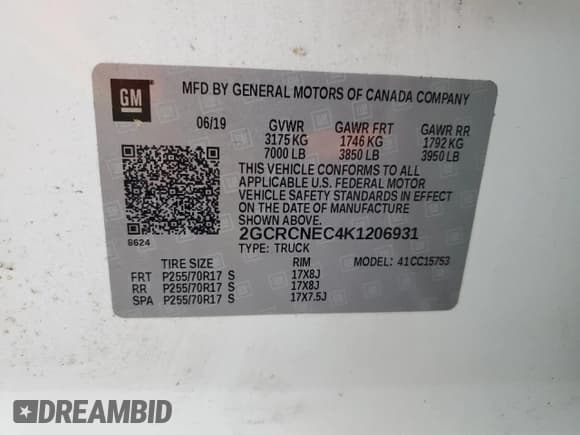 GM
MFD BY GENERAL MOTORS OF CANADA COMPANY
06/19 GVWR GAWR FRT GAWR RR
3175 KG 1746 KG 1792 KG
7000 LB 3850 LB 3950 LB
THIS VEHICLE CONFORMS TO ALL
APPLICABLE U.S. FEDERAL MOTOR
VEHICLE SAFETY STANDARDS IN EFFECT
ON THE DATE OF MANUFACTURE
SHOWN ABOVE.
2GCRCNEC4K1206931
8624
TYPE: TRUCK
TIRE SIZE RIM MODEL: 41CC15753
FRT P255/70R17 S 17X8J
RR P255/70R17 S 17X8J
SPA P255/70R17 S 17X7.5J
DREAMBID